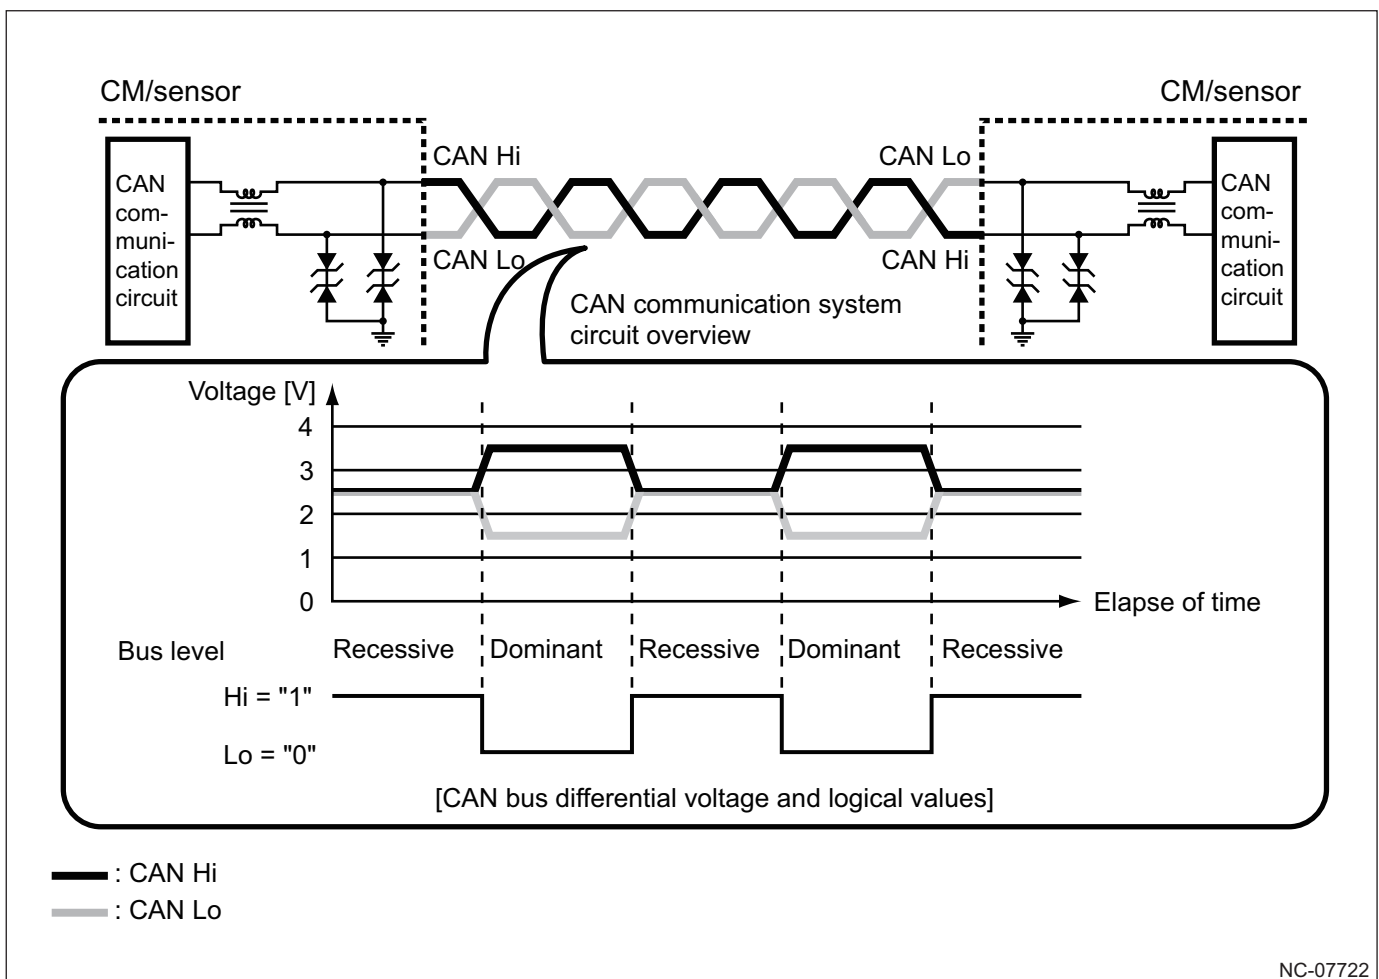 CM/sensor
CM/sensor
CAN
com-
muni-
cation
circuit
CAN Hi
CAN Lo
CAN Lo
CAN Hi
CAN
com-
muni-
cation
circuit
CAN communication system
circuit overview
Voltage [V]
4
3
2
1
0
Elapse of time
Bus level
Recessive
Dominant
Recessive
Dominant
Recessive
Hi = "1"
Lo = "0"
[CAN bus differential voltage and logical values]
: CAN Hi
: CAN Lo
NC-07722